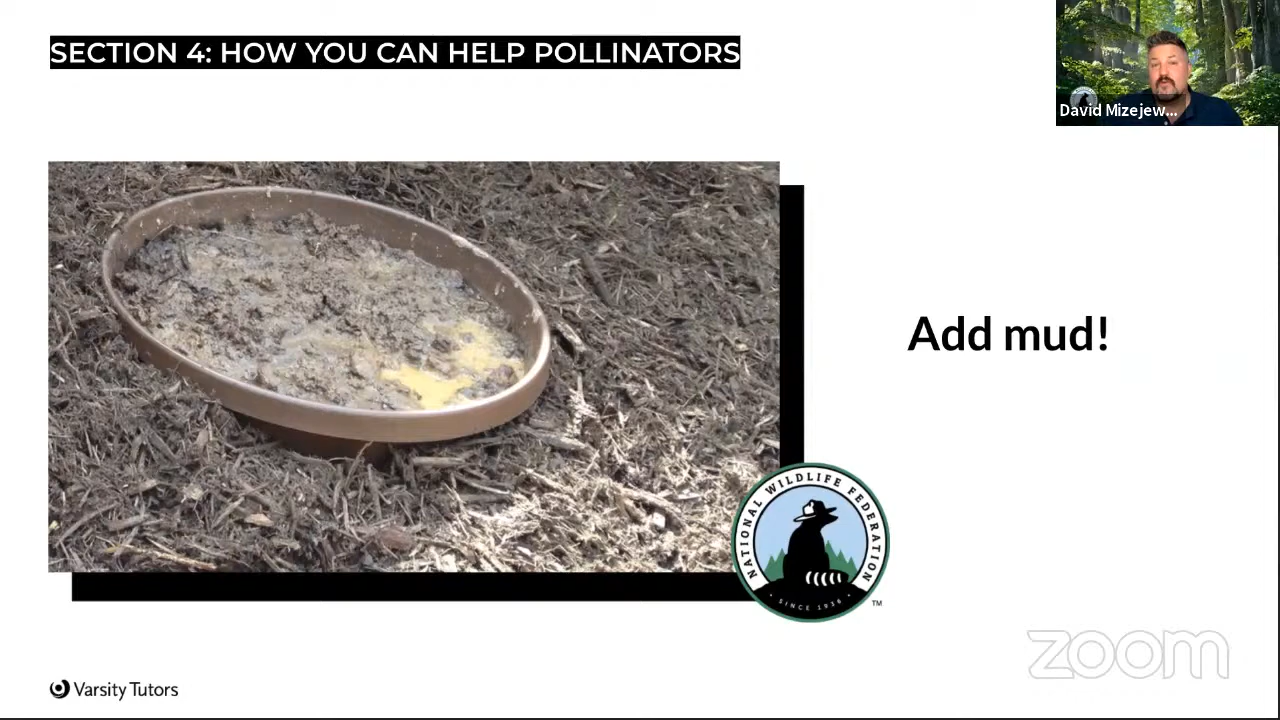 SECTION 4: HOW YOU CAN HELP POLLINATORS
David Mizejew...
Add mud!
NATIONAL WILDLIFE FEDERATION
• SINCE 1936 •
TM
zoom
Varsity Tutors